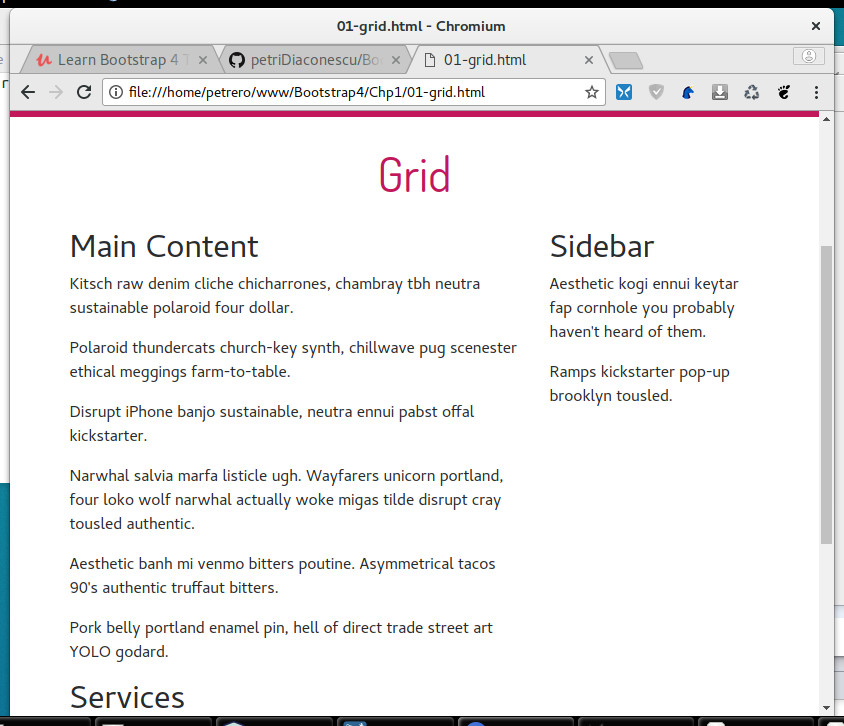 01-grid.html - Chromium
Learn Bootstrap 4 T
petriDiaconescu/Bo
01-grid.html
file:///home/petrero/www/Bootstrap4/Chp1/01-grid.html
Grid
Main Content
Kitsch raw denim cliche chicharrones, chambray tbh neutra
sustainable polaroid four dollar.
Polaroid thundercats church-key synth, chillwave pug scenester
ethical meggings farm-to-table.
Disrupt iPhone banjo sustainable, neutra ennui pabst offal
kickstarter.
Narwhal salvia marfa listicle ugh. Wayfarers unicorn portland,
four loko wolf narwhal actually woke migas tilde disrupt cray
tousled authentic.
Aesthetic banh mi venmo bitters poutine. Asymmetrical tacos
90's authentic truffaut bitters.
Pork belly portland enamel pin, hell of direct trade street art
YOLO godard.
Services
Sidebar
Aesthetic kogi ennui keytar
fap cornhole you probably
haven't heard of them.
Ramps kickstarter pop-up
brooklyn tousled.